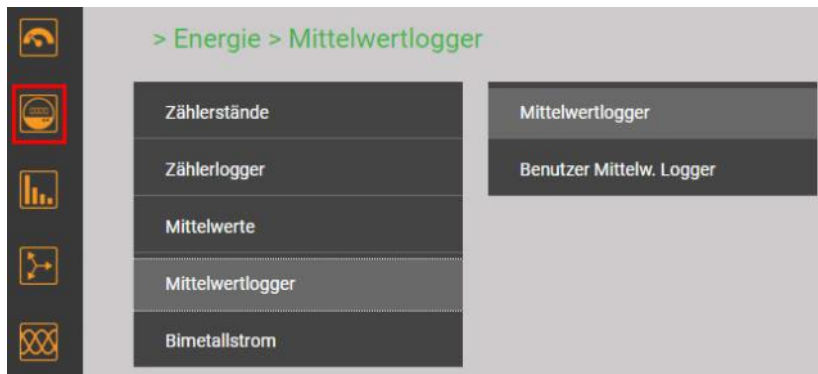 > Energie > Mittelwertlogger
Zählerstände
Zählerlogger
Mittelwerte
Mittelwertlogger
Bimetallstrom
Mittelwertlogger
Benutzer Mittelw. Logger